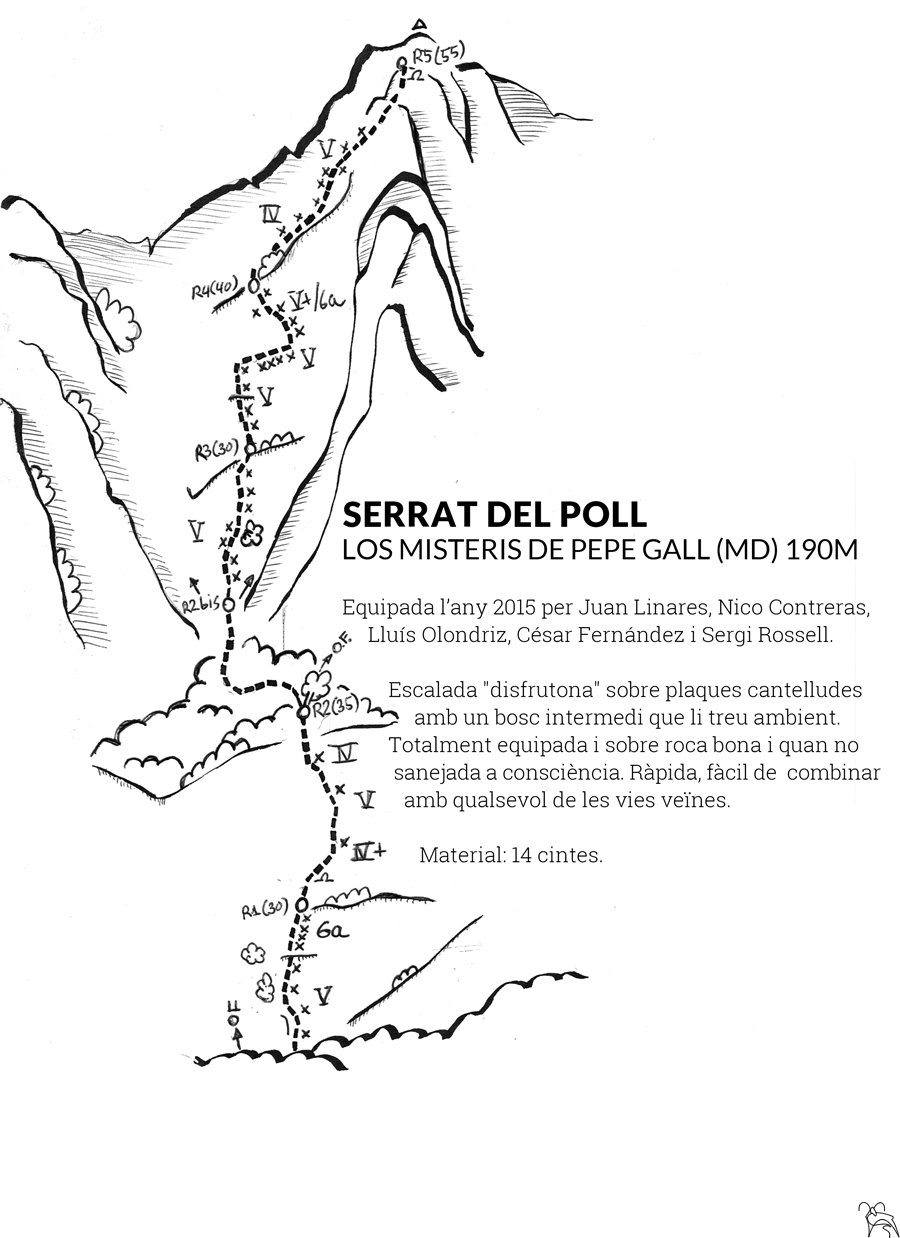 R5(55)
V
IV
R4(40)
V+/6a
V
V
R3(30)
SERRAT DEL POLL
LOS MISTERIS DE PEPE GALL (MD) 190M
V
R2bis
Equipada l’any 2015 per Juan Linares, Nico Contreras,
Lluís Olondriz, César Fernández i Sergi Rossell.
O.F.
R2(35)
Escalada "disfrutona" sobre plaques cantelludes
amb un bosc intermedi que li treu ambient.
Totalment equipada i sobre roca bona i quan no
sanejada a consciència. Ràpida, fàcil de combinar
amb qualsevol de les vies veïnes.
IV
V
IV+
Material: 14 cintes.
R1(30)
6a
V
OF